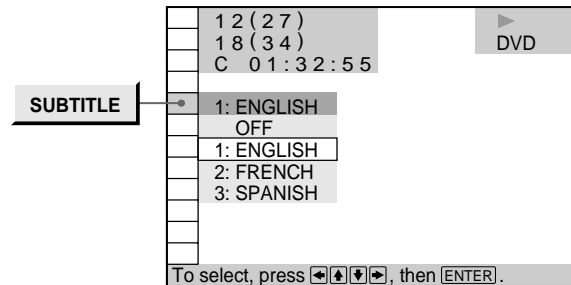 12(27)
18(34)
C 01:32:55
DVD
SUBTITLE
1: ENGLISH
OFF
1: ENGLISH
2: FRENCH
3: SPANISH
To select, press ←↑↓→, then ENTER.